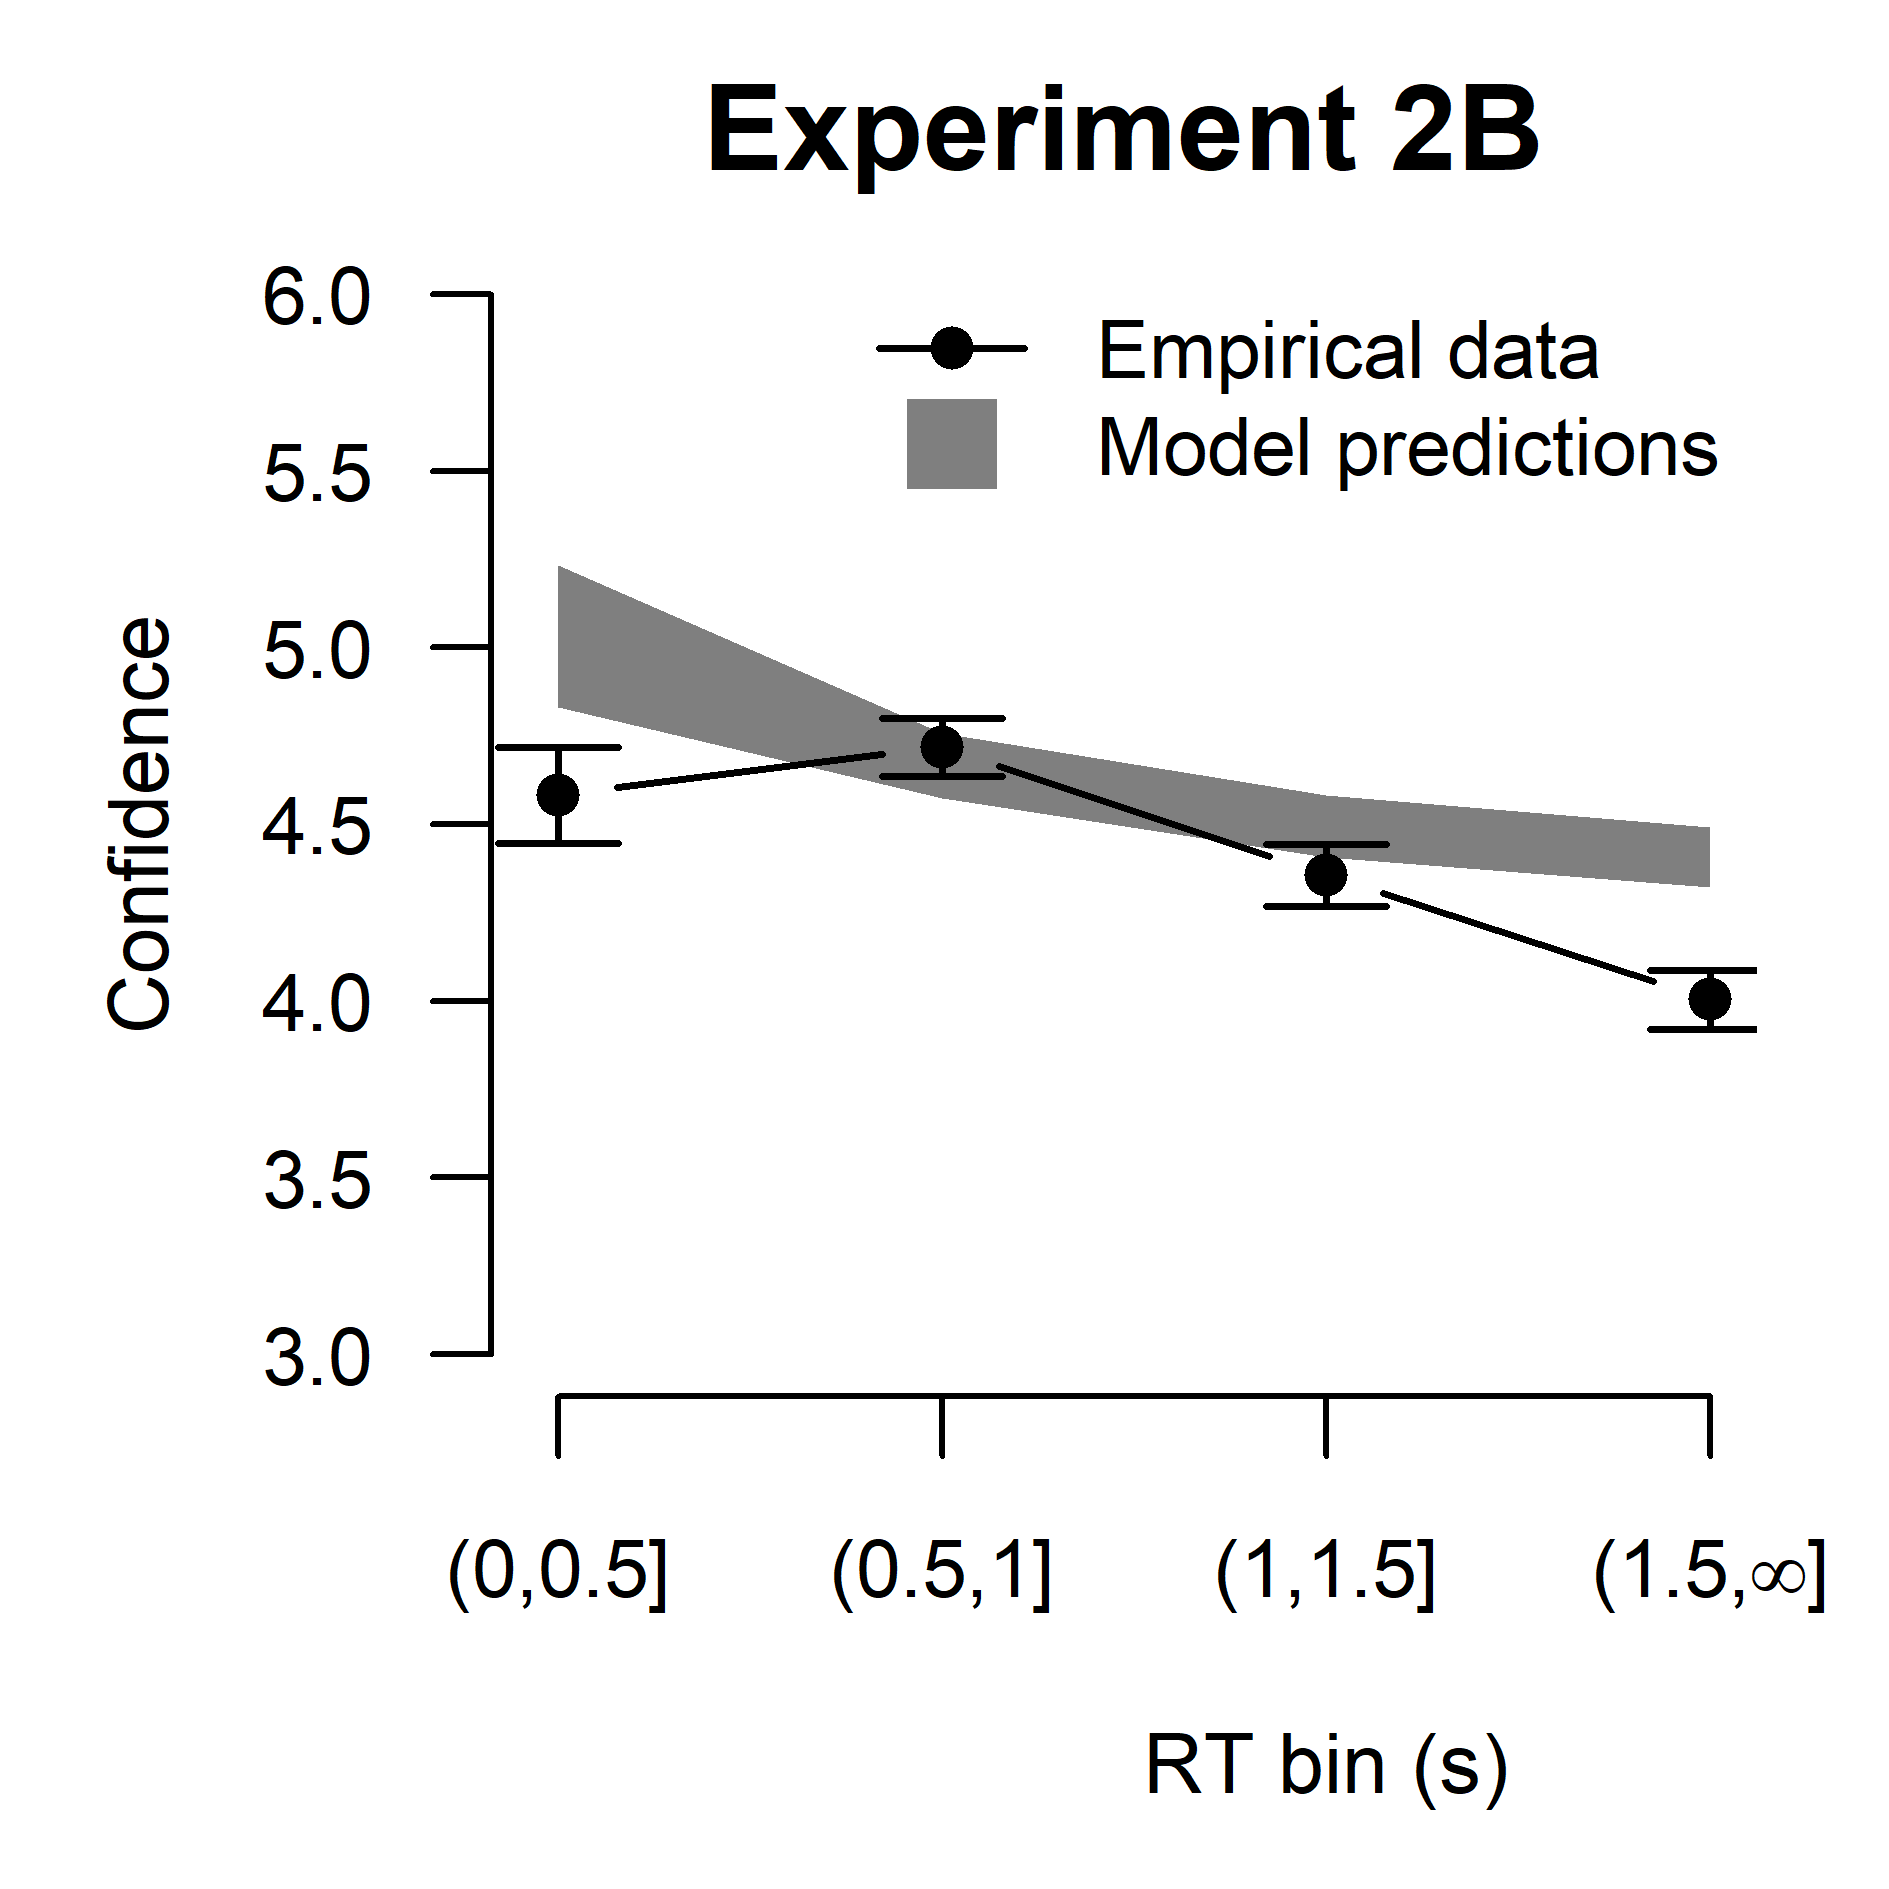 Experiment 2B
6.0
5.5
5.0
4.5
4.0
3.5
3.0
Confidence
Empirical data
Model predictions
(0,0.5]
(0.5,1]
(1,1.5]
(1.5,∞]
RT bin (s)